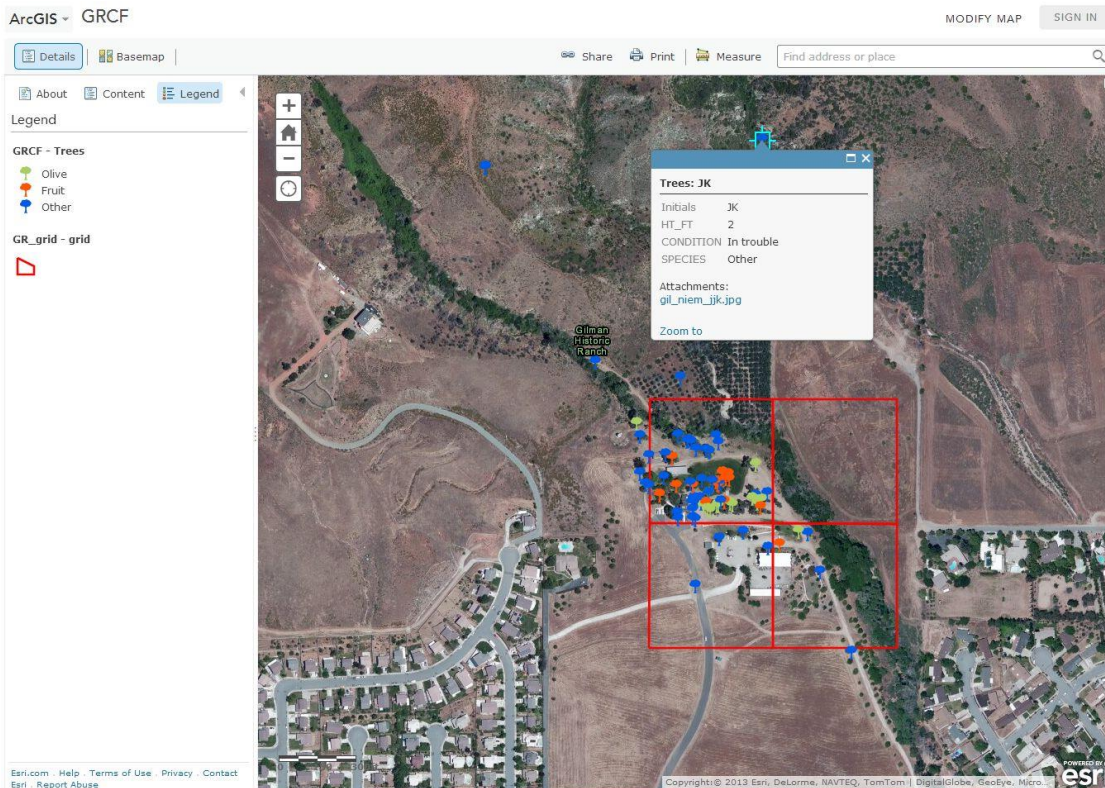 ArcGIS GRCF
MODIFY MAP SIGN IN
Details Basemap Share Print Measure Find address or place
About Content Legend
Legend
GRCF - Trees
Olive
Fruit
Other
GR_grid - grid
Trees: JK
Initials JK
HT_FT 2
CONDITION In trouble
SPECIES Other
Attachments:
gil_niem_jjk.jpg
Zoom to
Gilman
Historic
Ranch
Esri.com . Help . Terms of Use . Privacy . Contact
Esri . Report Abuse
Copyright:© 2013 Esri, DeLorme, NAVTEQ, TomTom | DigitalGlobe, GeoEye, Micro...
POWERED BY
esri